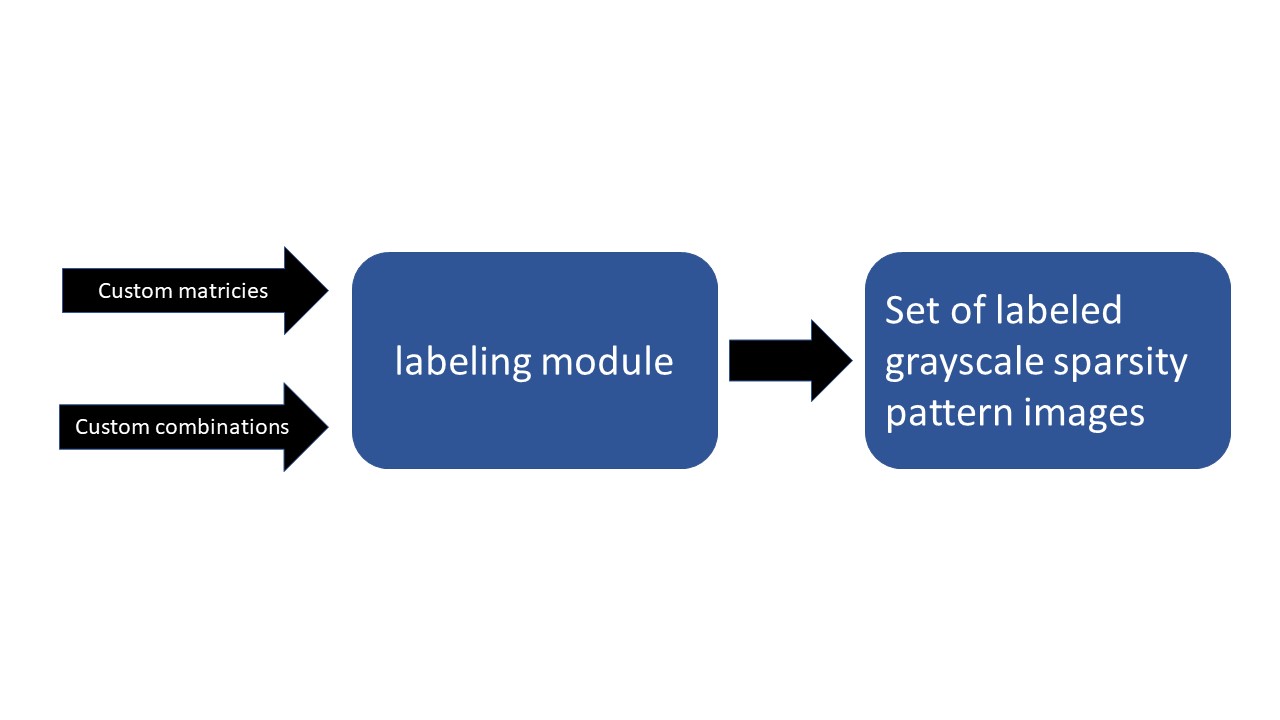 Custom matricies
Custom combinations
labeling module
Set of labeled
grayscale sparsity
pattern images